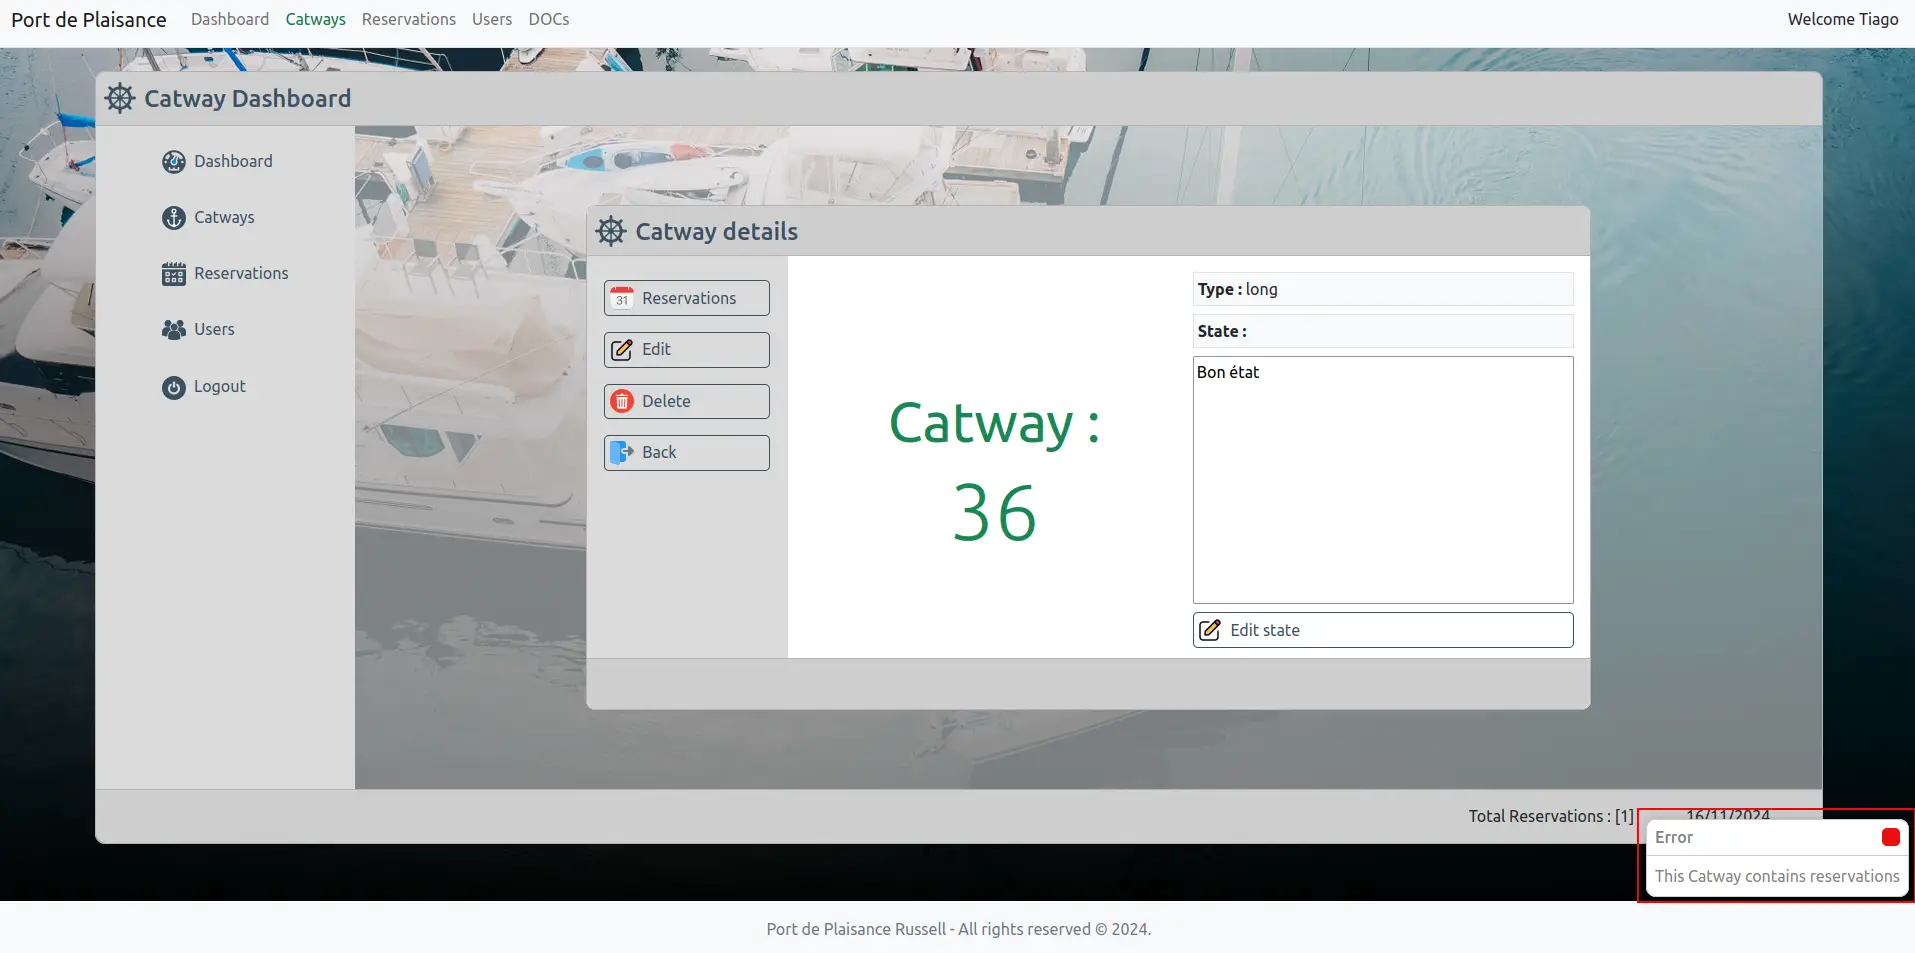 Port de Plaisance Dashboard Catways Reservations Users DOCs Welcome Tiago
Catway Dashboard
Dashboard
Catways
Reservations
Users
Logout
Catway details
31 Reservations
Edit
Delete
Back
Catway :
36
Type : long
State :
Bon état
Edit state
Total Reservations : [1] 16/11/2024
Error
This Catway contains reservations
Port de Plaisance Russell - All rights reserved © 2024.